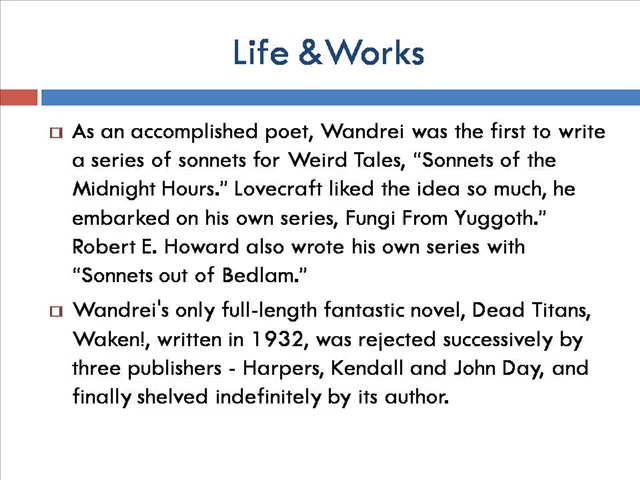 Life &Works
As an accomplished poet, Wandrei was the first to write
a series of sonnets for Weird Tales, “Sonnets of the
Midnight Hours.” Lovecraft liked the idea so much, he
embarked on his own series, Fungi From Yuggoth.”
Robert E. Howard also wrote his own series with
“Sonnets out of Bedlam.”
Wandrei's only full-length fantastic novel, Dead Titans,
Waken!, written in 1932, was rejected successively by
three publishers - Harpers, Kendall and John Day, and
finally shelved indefinitely by its author.